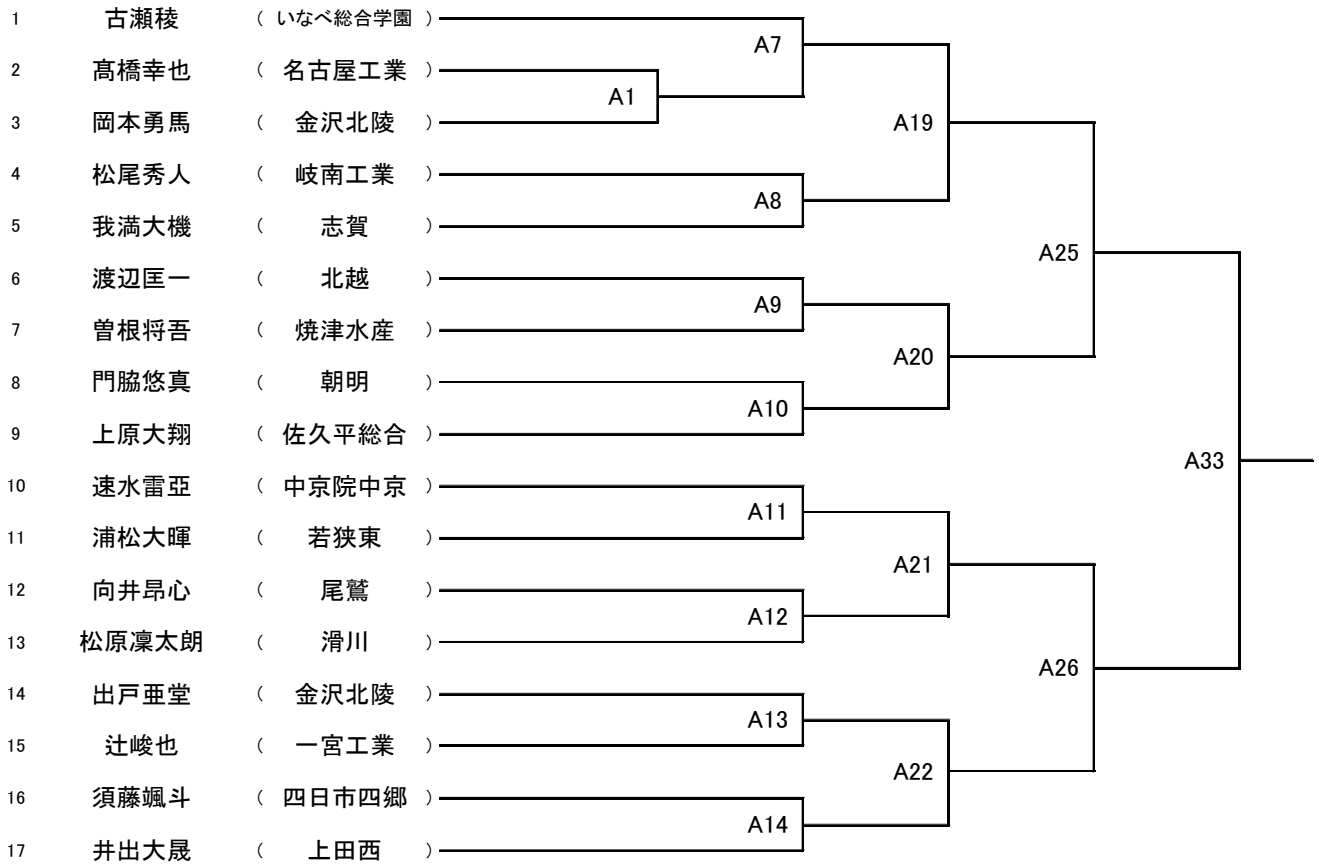 1 古瀬稜 ( いなべ総合学園 )
A7
2 髙橋幸也 ( 名古屋工業 )
A1
3 岡本勇馬 ( 金沢北陵 )
A19
4 松尾秀人 ( 岐南工業 )
A8
5 我満大機 ( 志賀 )
A25
6 渡辺匡一 ( 北越 )
A9
7 曽根将吾 ( 焼津水産 )
A20
8 門脇悠真 ( 朝明 )
A10
9 上原大翔 ( 佐久平総合 )
A33
10 速水雷亞 ( 中京院中京 )
A11
11 浦松大暉 ( 若狭東 )
A21
12 向井昂心 ( 尾鷲 )
A12
13 松原凜太朗 ( 滑川 )
A26
14 出戸亜堂 ( 金沢北陵 )
A13
15 辻峻也 ( 一宮工業 )
A22
16 須藤颯斗 ( 四日市四郷 )
A14
17 井出大晟 ( 上田西 )